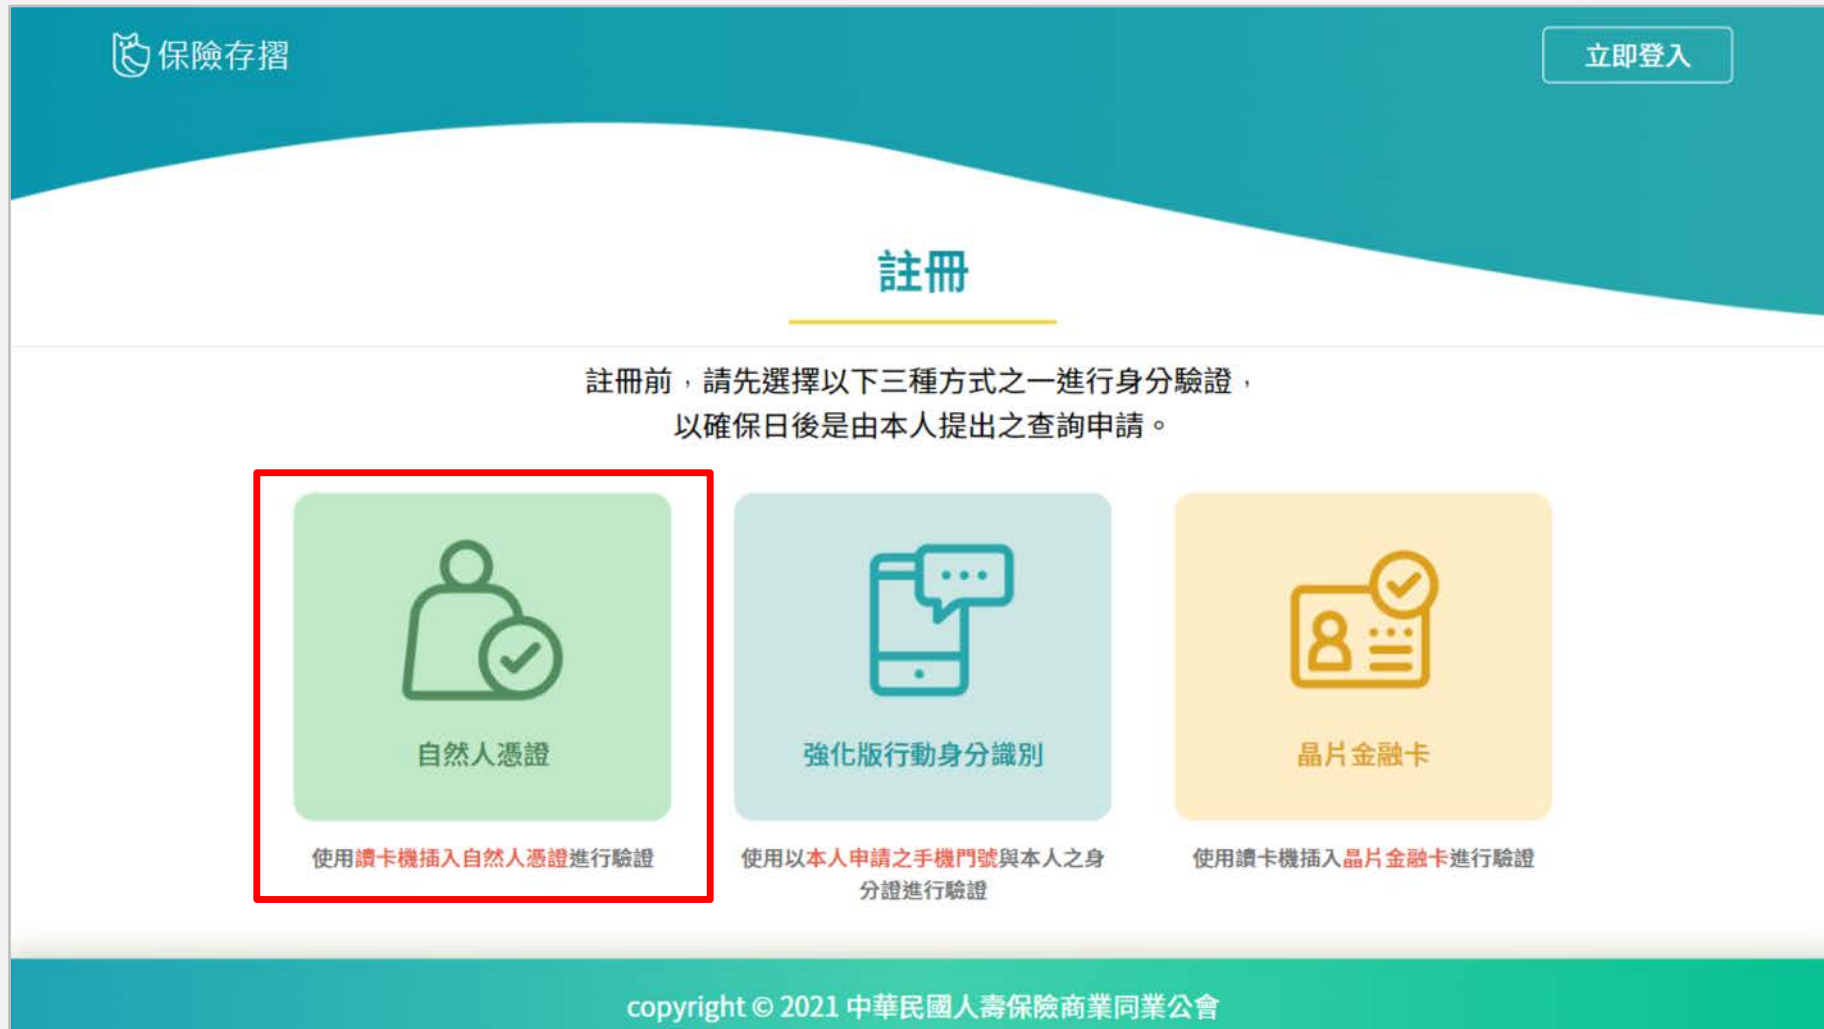 保險存摺
立即登入
註冊
註冊前，請先選擇以下三種方式之一進行身分驗證，
以確保日後是由本人提出之查詢申請。
自然人憑證
強化版行動身分識別
晶片金融卡
使用讀卡機插入自然人憑證進行驗證
使用以本人申請之手機門號與本人之身
分證進行驗證
使用讀卡機插入晶片金融卡進行驗證
copyright © 2021 中華民國人壽保險商業同業公會